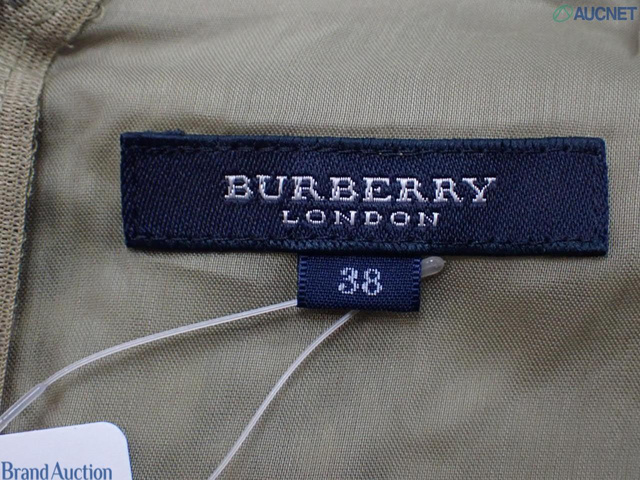 AUCNET
BURBERRY
LONDON
38
Brand Auction